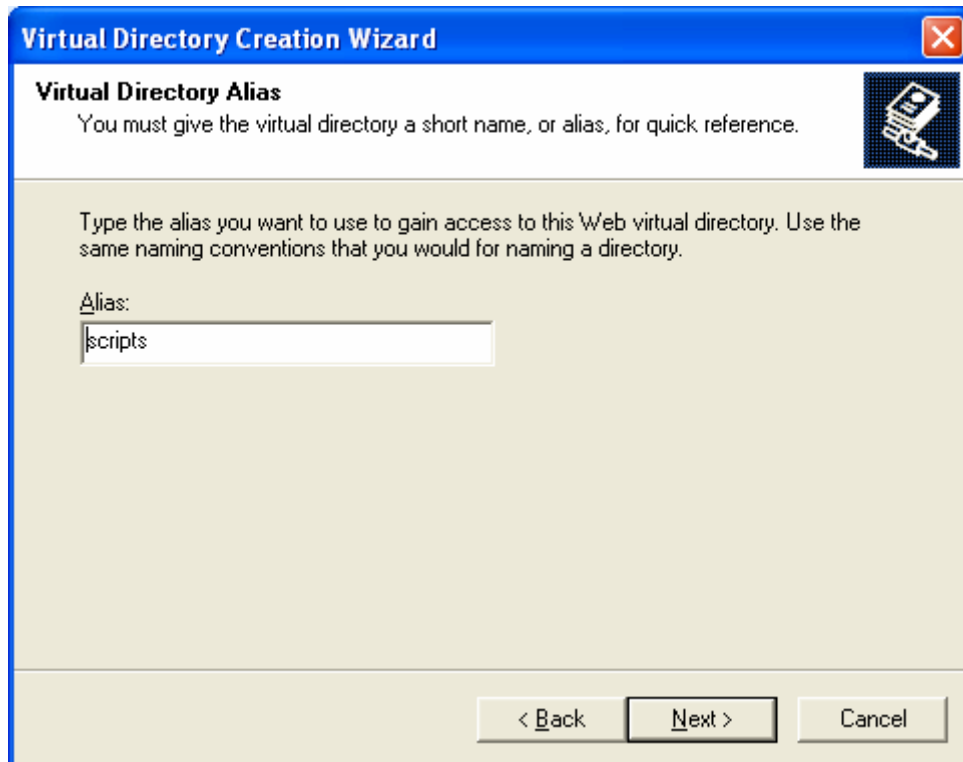 Virtual Directory Creation Wizard
Virtual Directory Alias
You must give the virtual directory a short name, or alias, for quick reference.
Type the alias you want to use to gain access to this Web virtual directory. Use the
same naming conventions that you would for naming a directory.
Alias:
scripts
< Back Next > Cancel